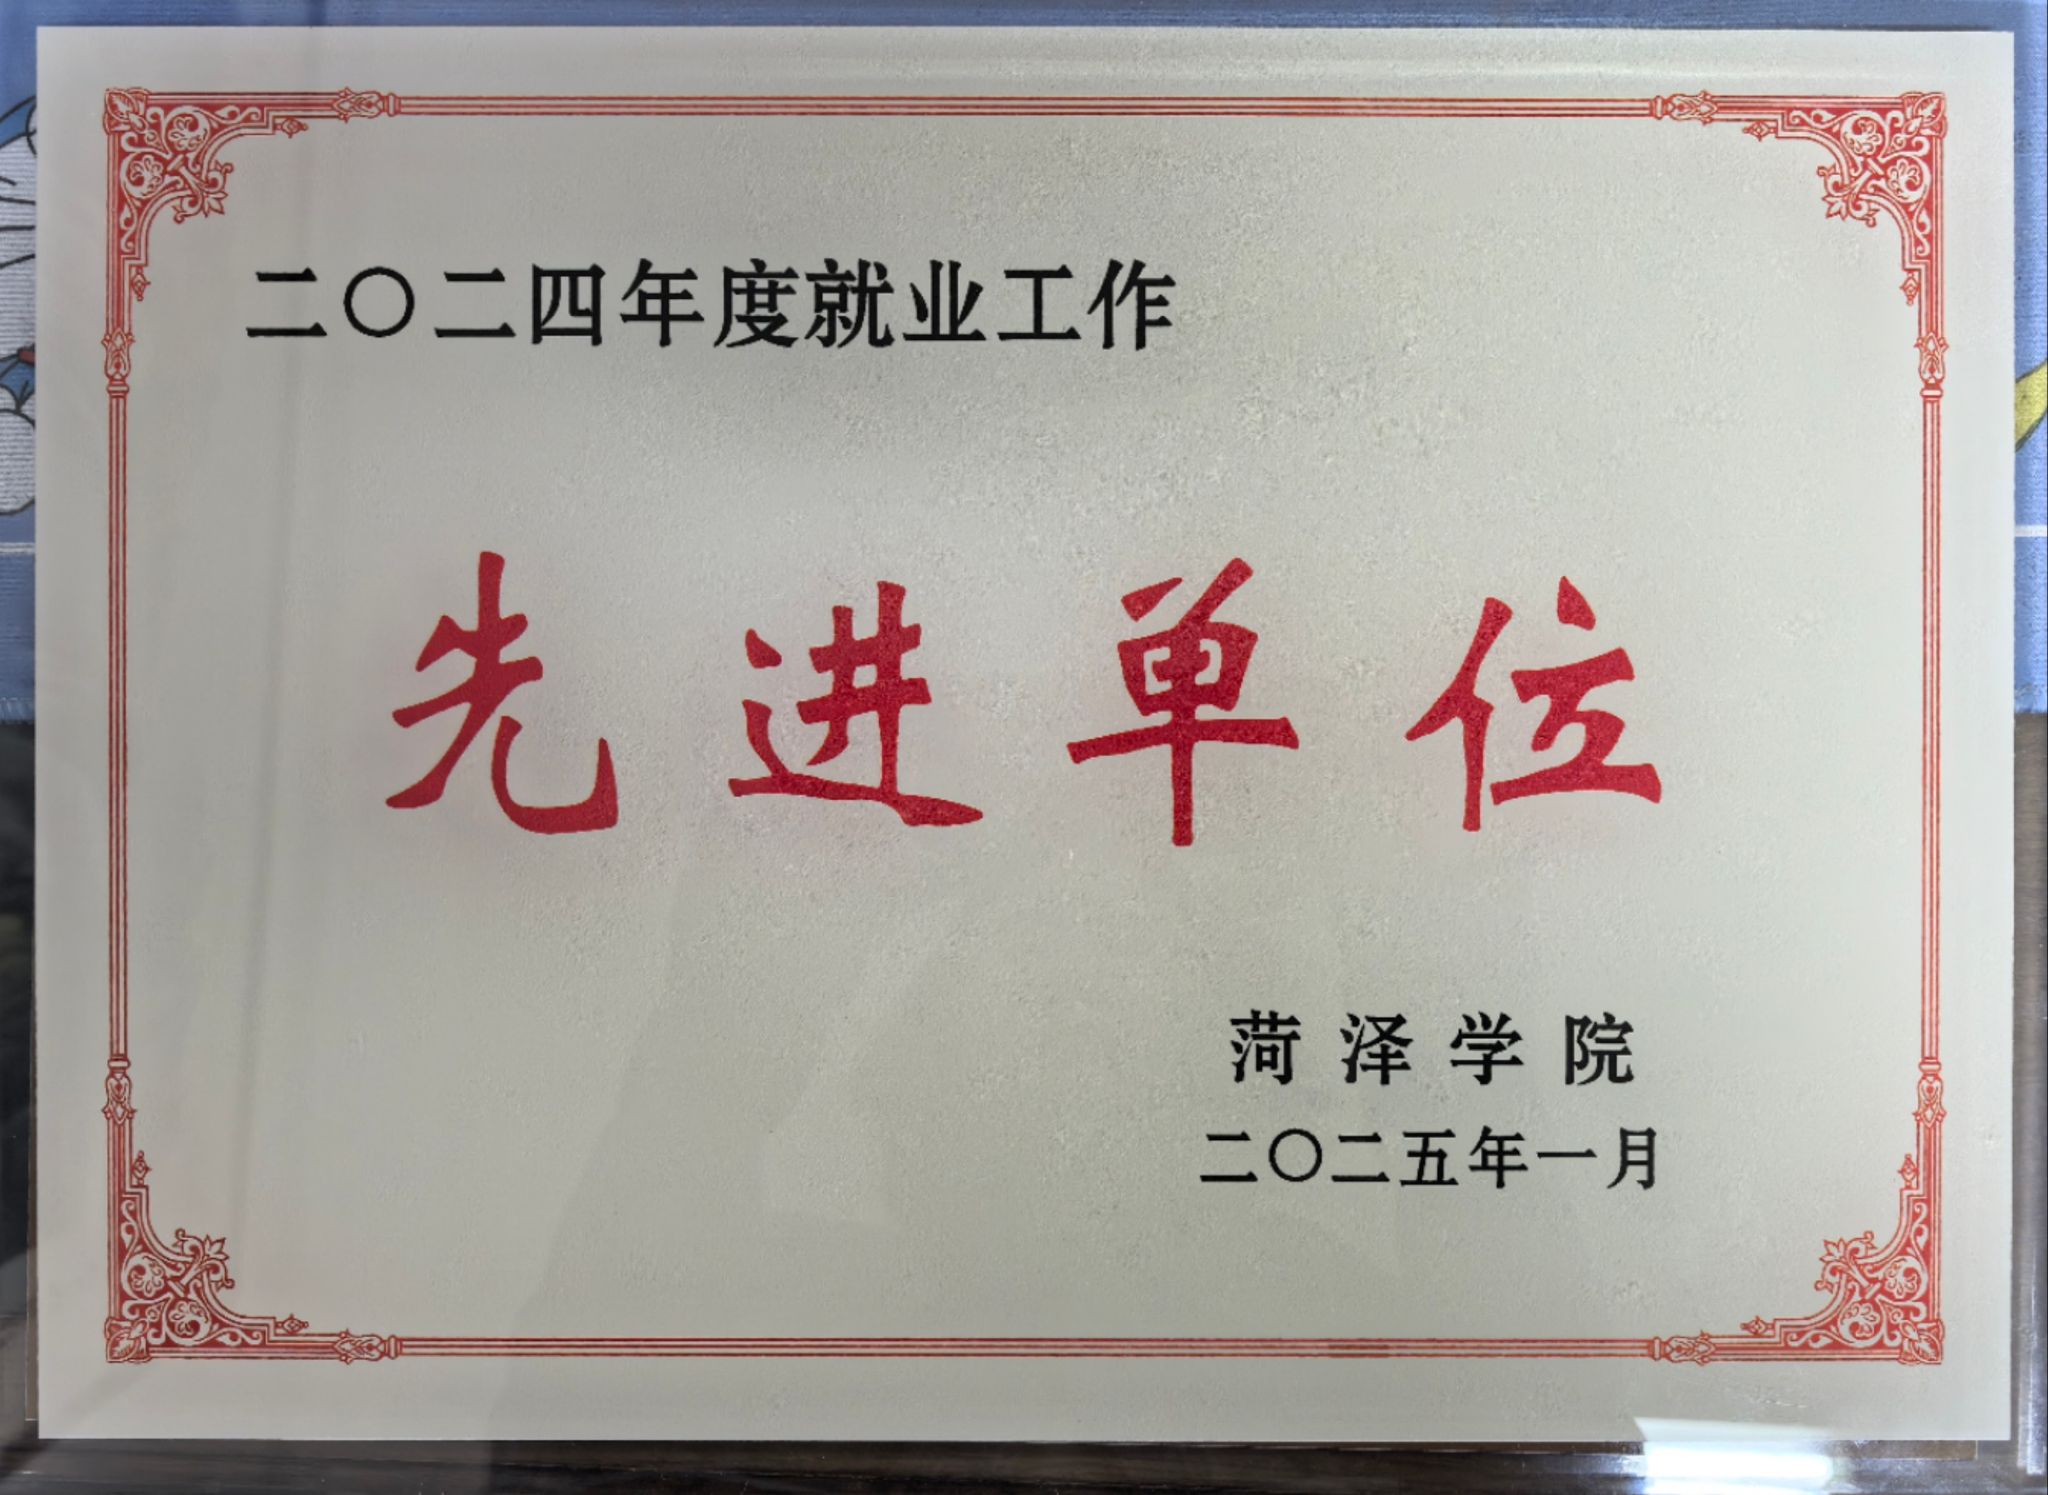 二〇二四年度就业工作
先进单位
菏泽学院
二〇二五年一月